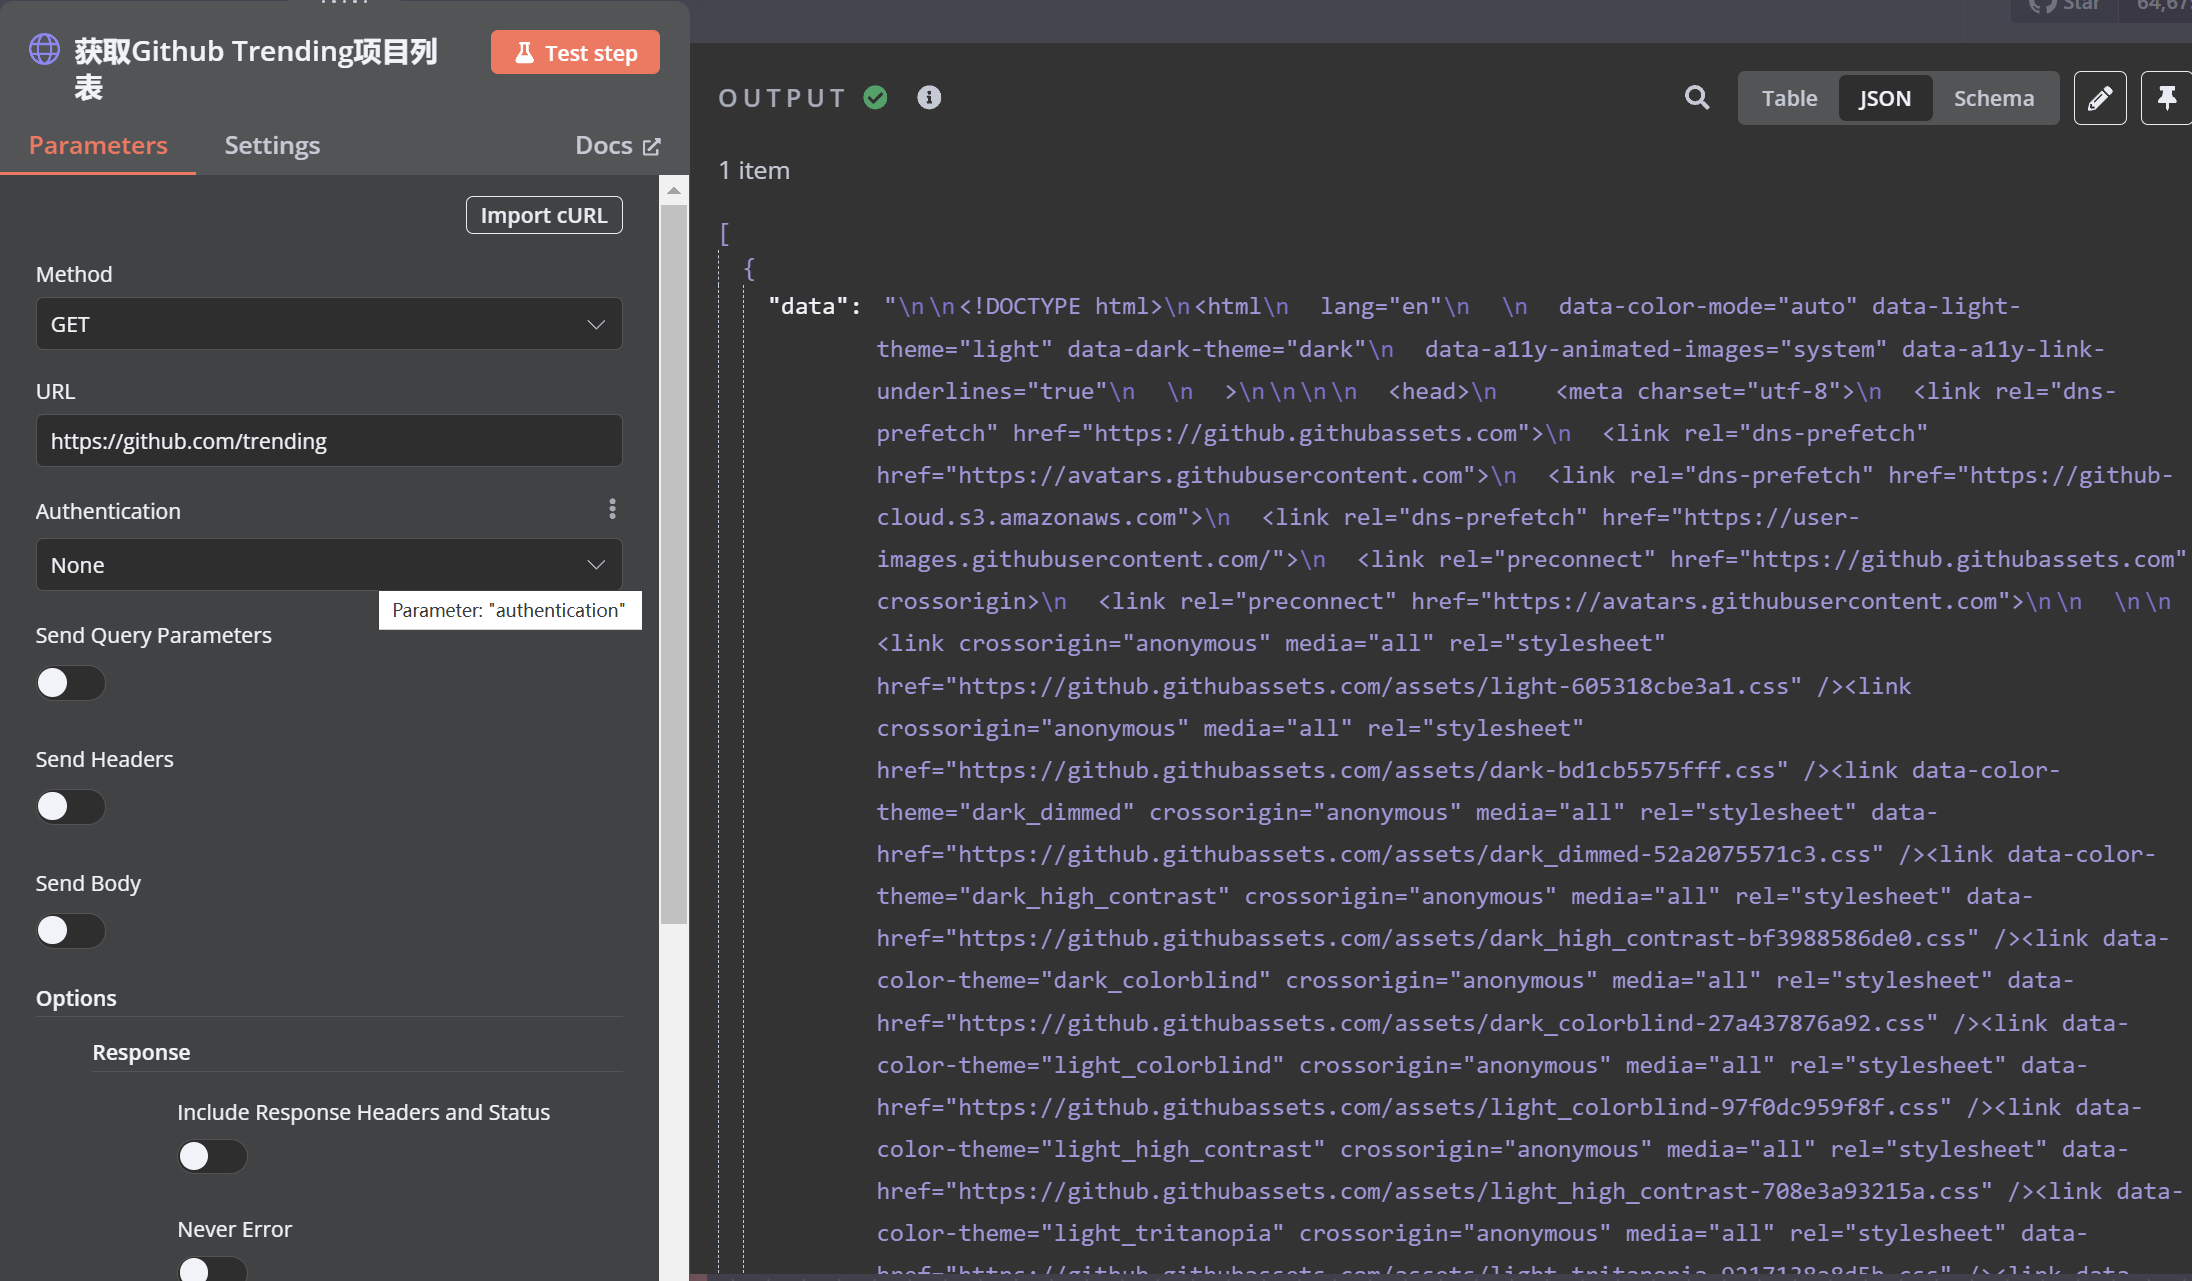 获取Github Trending项目列
表
Test step
Parameters
Settings
Docs
Import cURL
Method
GET
URL
https://github.com/trending
Authentication
None
Parameter: "authentication"
Send Query Parameters
Send Headers
Send Body
Options
Response
Include Response Headers and Status
Never Error
Star
OUTPUT
Table
JSON
Schema
1 item
[
{
"data": "\n\n<!DOCTYPE html>\n<html\n  lang="en"\n  \n  data-color-mode="auto" data-light-
theme="light" data-dark-theme="dark"\n  data-a11y-animated-images="system" data-a11y-link-
underlines="true"\n  \n  >\n\n\n\n  <head>\n    <meta charset="utf-8">\n  <link rel="dns-
prefetch" href="https://github.githubassets.com">\n  <link rel="dns-prefetch"
href="https://avatars.githubusercontent.com">\n  <link rel="dns-prefetch" href="https://github-
cloud.s3.amazonaws.com">\n  <link rel="dns-prefetch" href="https://user-
images.githubusercontent.com/">\n  <link rel="preconnect" href="https://github.githubassets.com"
crossorigin>\n  <link rel="preconnect" href="https://avatars.githubusercontent.com">\n\n  \n\n
<link crossorigin="anonymous" media="all" rel="stylesheet"
href="https://github.githubassets.com/assets/light-605318cbe3a1.css" /><link
crossorigin="anonymous" media="all" rel="stylesheet"
href="https://github.githubassets.com/assets/dark-bd1cb5575fff.css" /><link data-color-
theme="dark_dimmed" crossorigin="anonymous" media="all" rel="stylesheet" data-
href="https://github.githubassets.com/assets/dark_dimmed-52a2075571c3.css" /><link data-color-
theme="dark_high_contrast" crossorigin="anonymous" media="all" rel="stylesheet" data-
href="https://github.githubassets.com/assets/dark_high_contrast-bf3988586de0.css" /><link data-
color-theme="dark_colorblind" crossorigin="anonymous" media="all" rel="stylesheet" data-
href="https://github.githubassets.com/assets/dark_colorblind-27a437876a92.css" /><link data-
color-theme="light_colorblind" crossorigin="anonymous" media="all" rel="stylesheet" data-
href="https://github.githubassets.com/assets/light_colorblind-97f0dc959f8f.css" /><link data-
color-theme="light_high_contrast" crossorigin="anonymous" media="all" rel="stylesheet" data-
href="https://github.githubassets.com/assets/light_high_contrast-708e3a93215a.css" /><link data-
color-theme="light_tritanopia" crossorigin="anonymous" media="all" rel="stylesheet" data-